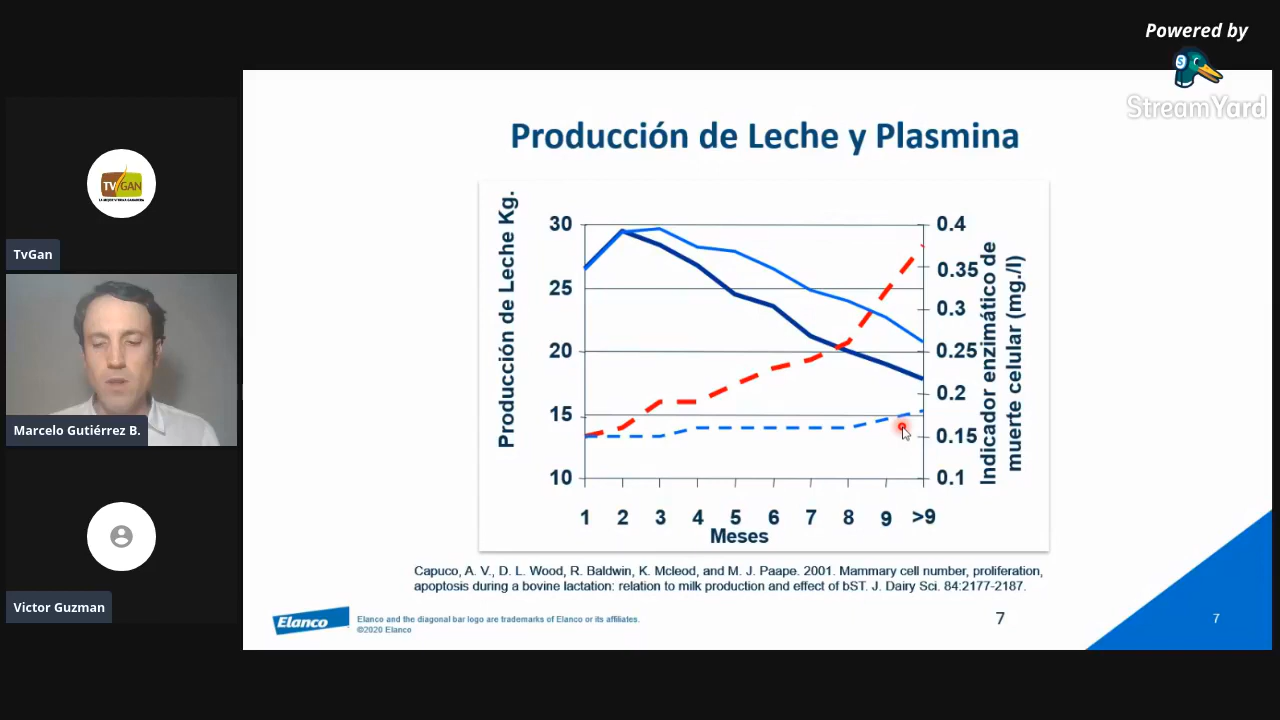 Powered by
S
StreamYard
TV GAN
TvGan
Marcelo Gutiérrez B.
Victor Guzman
Producción de Leche y Plasmina
Producción de Leche Kg.
30
25
20
15
10
0.4
0.35
0.3
0.25
0.2
0.15
0.1
Indicador enzimático de
muerte celular (mg./l)
1 2 3 4 5 6 7 8 9 >9
Meses
Capuco, A. V., D. L. Wood, R. Baldwin, K. Mcleod, and M. J. Paape. 2001. Mammary cell number, proliferation,
apoptosis during a bovine lactation: relation to milk production and effect of bST. J. Dairy Sci. 84:2177-2187.
Elanco
Elanco and the diagonal bar logo are trademarks of Elanco or its affiliates.
©2020 Elanco
7
7